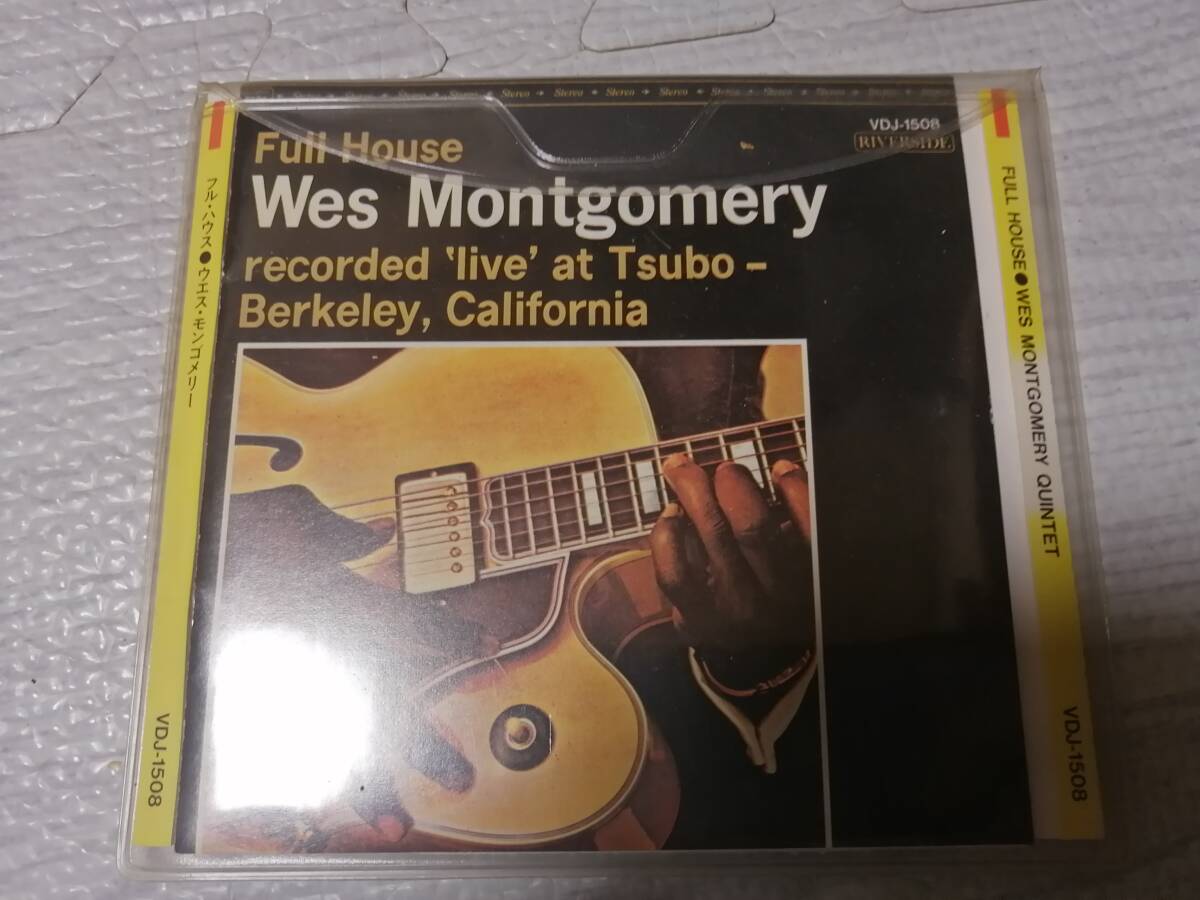 Stereo Stereo Stereo Stereo Stereo Stereo Stereo Stereo
VDJ-1508
RIVERSIDE
Full House
Wes Montgomery
recorded 'live' at Tsubo –
Berkeley, California
フル・ハウス●ウエス・モンゴメリー
VDJ-1508
FULL HOUSE●WES MONTGOMERY QUINTET
VDJ-1508